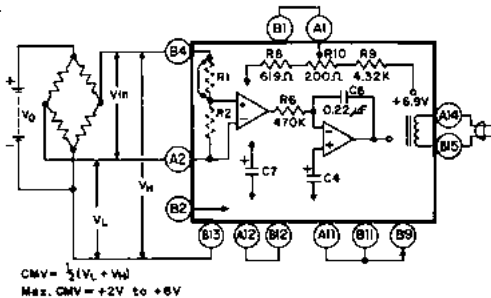 B1 A1
B4
R8 R10 R9
619Ω 200Ω 4.32K
R1
Vin
C6
+6.9V
R6
0.22µF
470K
A14
+
V0
-
R2
VH
B15
A2
C7
C4
B2
VL
B13 A12 B12 A11 B11 B9
CMV = ½(VL + VH)
Max. CMV = +2V to +6V